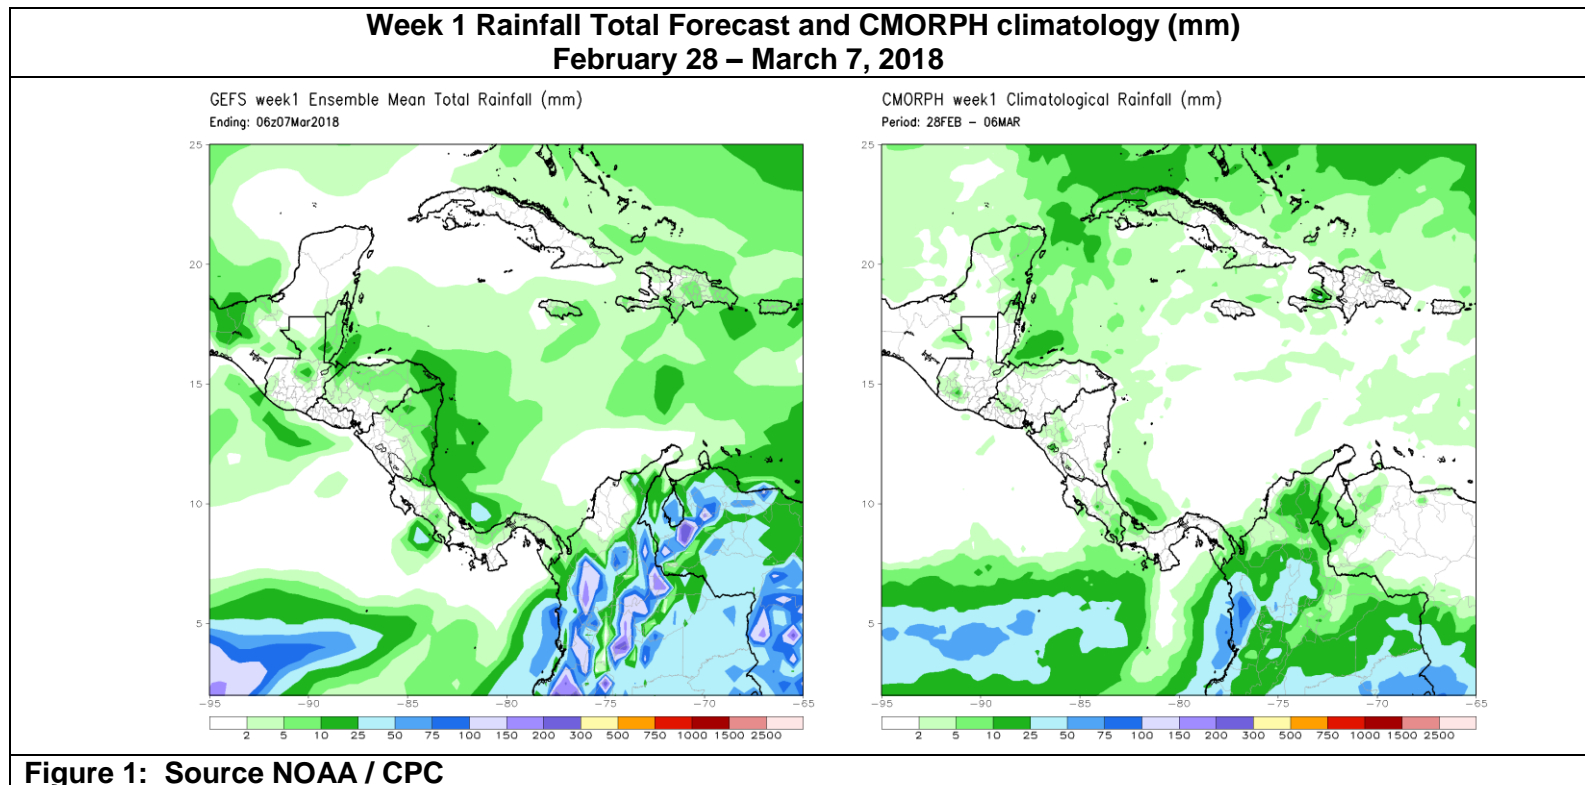 Week 1 Rainfall Total Forecast and CMORPH climatology (mm)
February 28 – March 7, 2018
GEFS week1 Ensemble Mean Total Rainfall (mm)
Ending: 06z07Mar2018
25
20
15
10
5
-95 -90 -85 -80 -75 -70 -65
2 5 10 25 50 75 100 150 200 300 500 750 1000 1500 2500
CMORPH week1 Climatological Rainfall (mm)
Period: 28FEB – 06MAR
25
20
15
10
5
-95 -90 -85 -80 -75 -70 -65
2 5 10 25 50 75 100 150 200 300 500 750 1000 1500 2500
Figure 1: Source NOAA / CPC